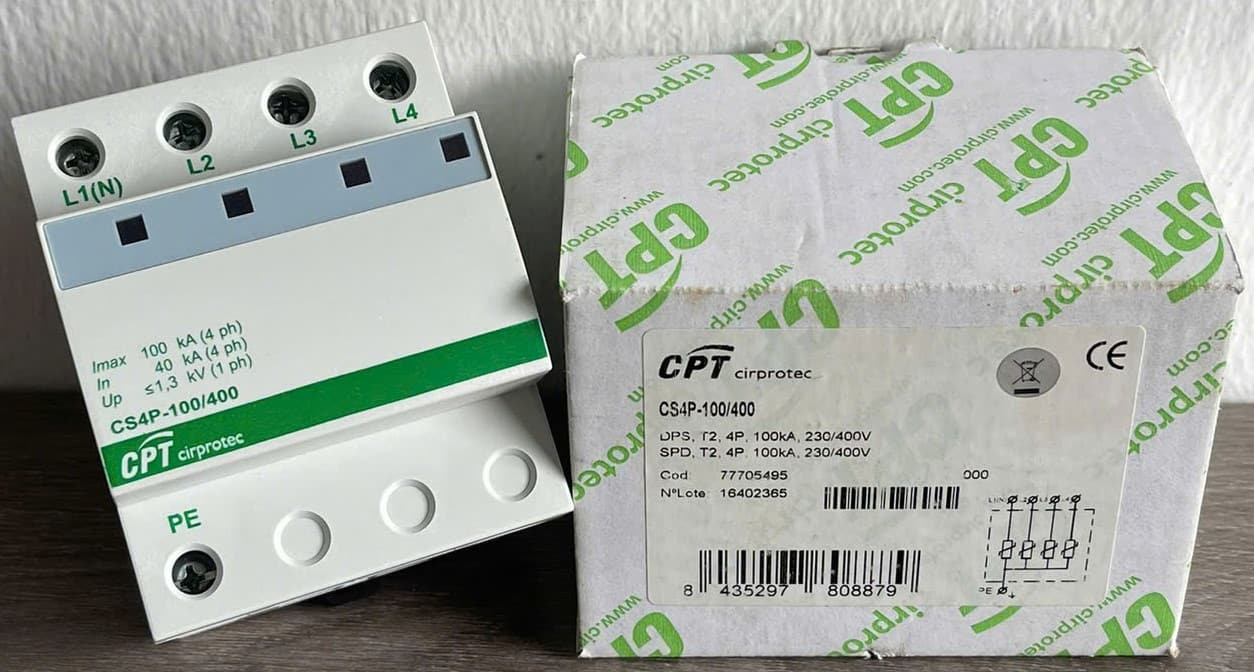 L1(N) L2 L3 L4
Imax 100 kA (4 ph)
In 40 kA (4 ph)
Up ≤1,3 kV (1 ph)
CS4P-100/400
CPT cirprotec
PE
CPT cirprotec
www.cirprotec.com
CPT cirprotec
CS4P-100/400
DPS, T2, 4P, 100kA, 230/400V
SPD, T2, 4P, 100kA, 230/400V
Cod: 77705495 000
NºLote: 16402365
8 435297 808879
PE
CE